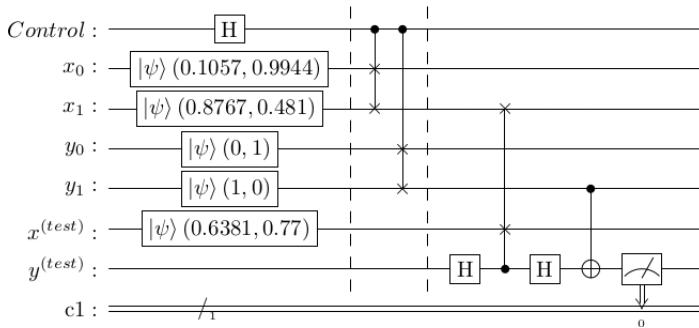 Control : H
x₀ : |ψ⟩ (0.1057, 0.9944)
x₁ : |ψ⟩ (0.8767, 0.481)
y₀ : |ψ⟩ (0, 1)
y₁ : |ψ⟩ (1, 0)
x⁽ᵗᵉˢᵗ⁾ : |ψ⟩ (0.6381, 0.77)
y⁽ᵗᵉˢᵗ⁾ : H H
c1 : 1
0